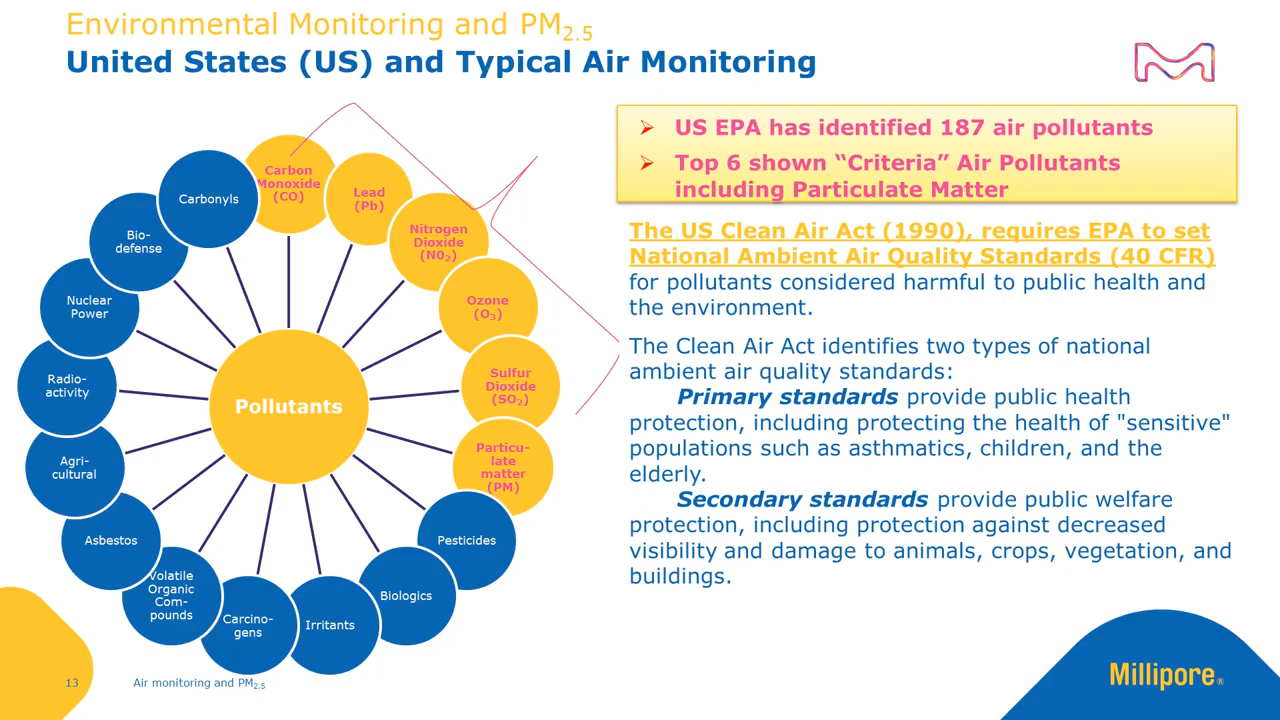 Environmental Monitoring and PM2.5
United States (US) and Typical Air Monitoring
Carbon
Monoxide
(CO)
Lead
(Pb)
Nitrogen
Dioxide
(N0₂)
Ozone
(O₃)
Sulfur
Dioxide
(SO₂)
Particu-
late
matter
(PM)
Pesticides
Biologics
Irritants
Carcino-
gens
Volatile
Organic
Com-
pounds
Asbestos
Agri-
cultural
Radio-
activity
Nuclear
Power
Bio-
defense
Carbonyls
Pollutants
➢ US EPA has identified 187 air pollutants
➢ Top 6 shown “Criteria” Air Pollutants
including Particulate Matter
The US Clean Air Act (1990), requires EPA to set
National Ambient Air Quality Standards (40 CFR)
for pollutants considered harmful to public health and
the environment.
The Clean Air Act identifies two types of national
ambient air quality standards:
Primary standards provide public health
protection, including protecting the health of "sensitive"
populations such as asthmatics, children, and the
elderly.
Secondary standards provide public welfare
protection, including protection against decreased
visibility and damage to animals, crops, vegetation, and
buildings.
13
Air monitoring and PM2.5
Millipore®